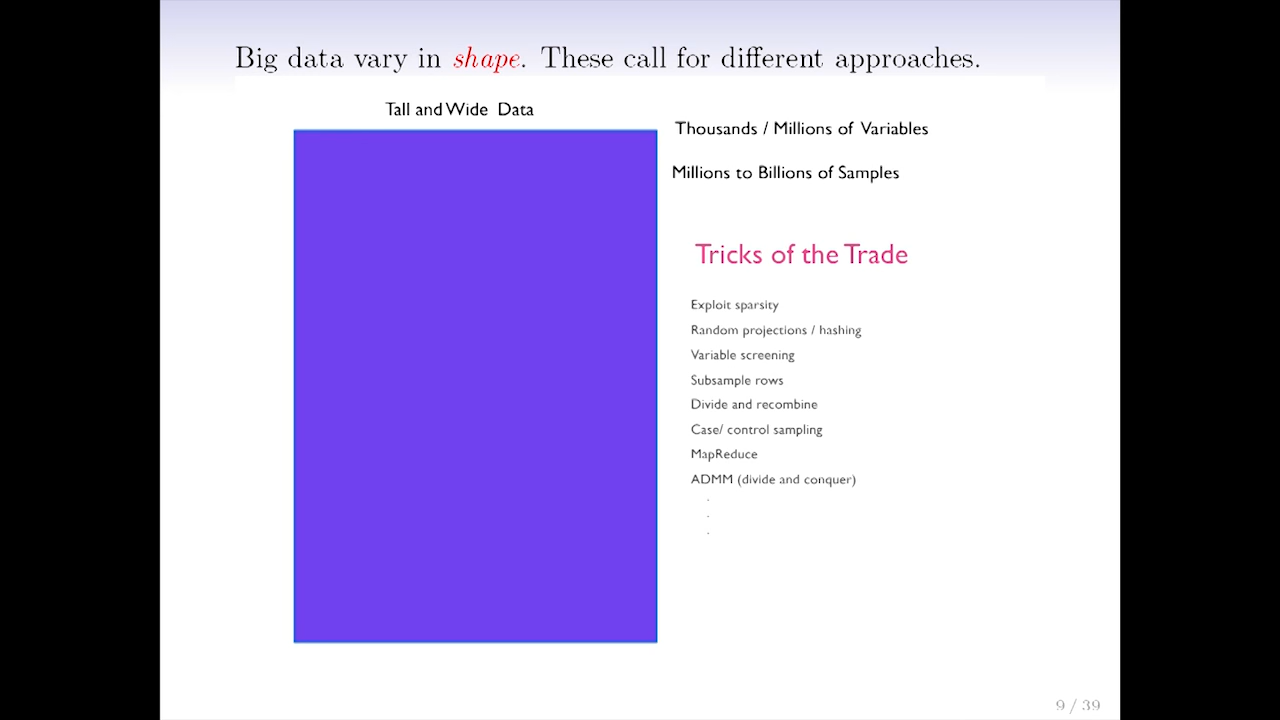 Big data vary in shape. These call for different approaches.
Tall and Wide Data
Thousands / Millions of Variables
Millions to Billions of Samples
Tricks of the Trade
Exploit sparsity
Random projections / hashing
Variable screening
Subsample rows
Divide and recombine
Case/ control sampling
MapReduce
ADMM (divide and conquer)
.
.
.
9 / 39